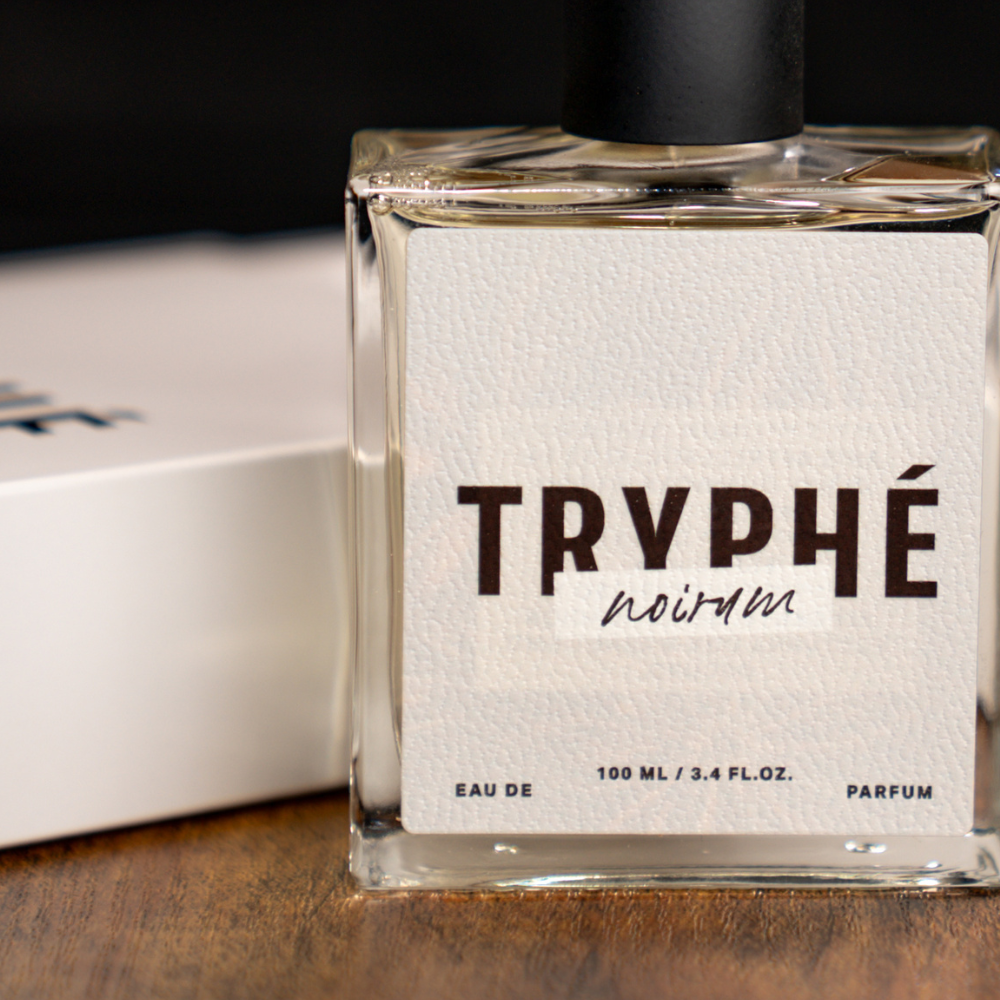 TRYPHÉ
noirum
100 ML / 3.4 FL.OZ.
EAU DE PARFUM